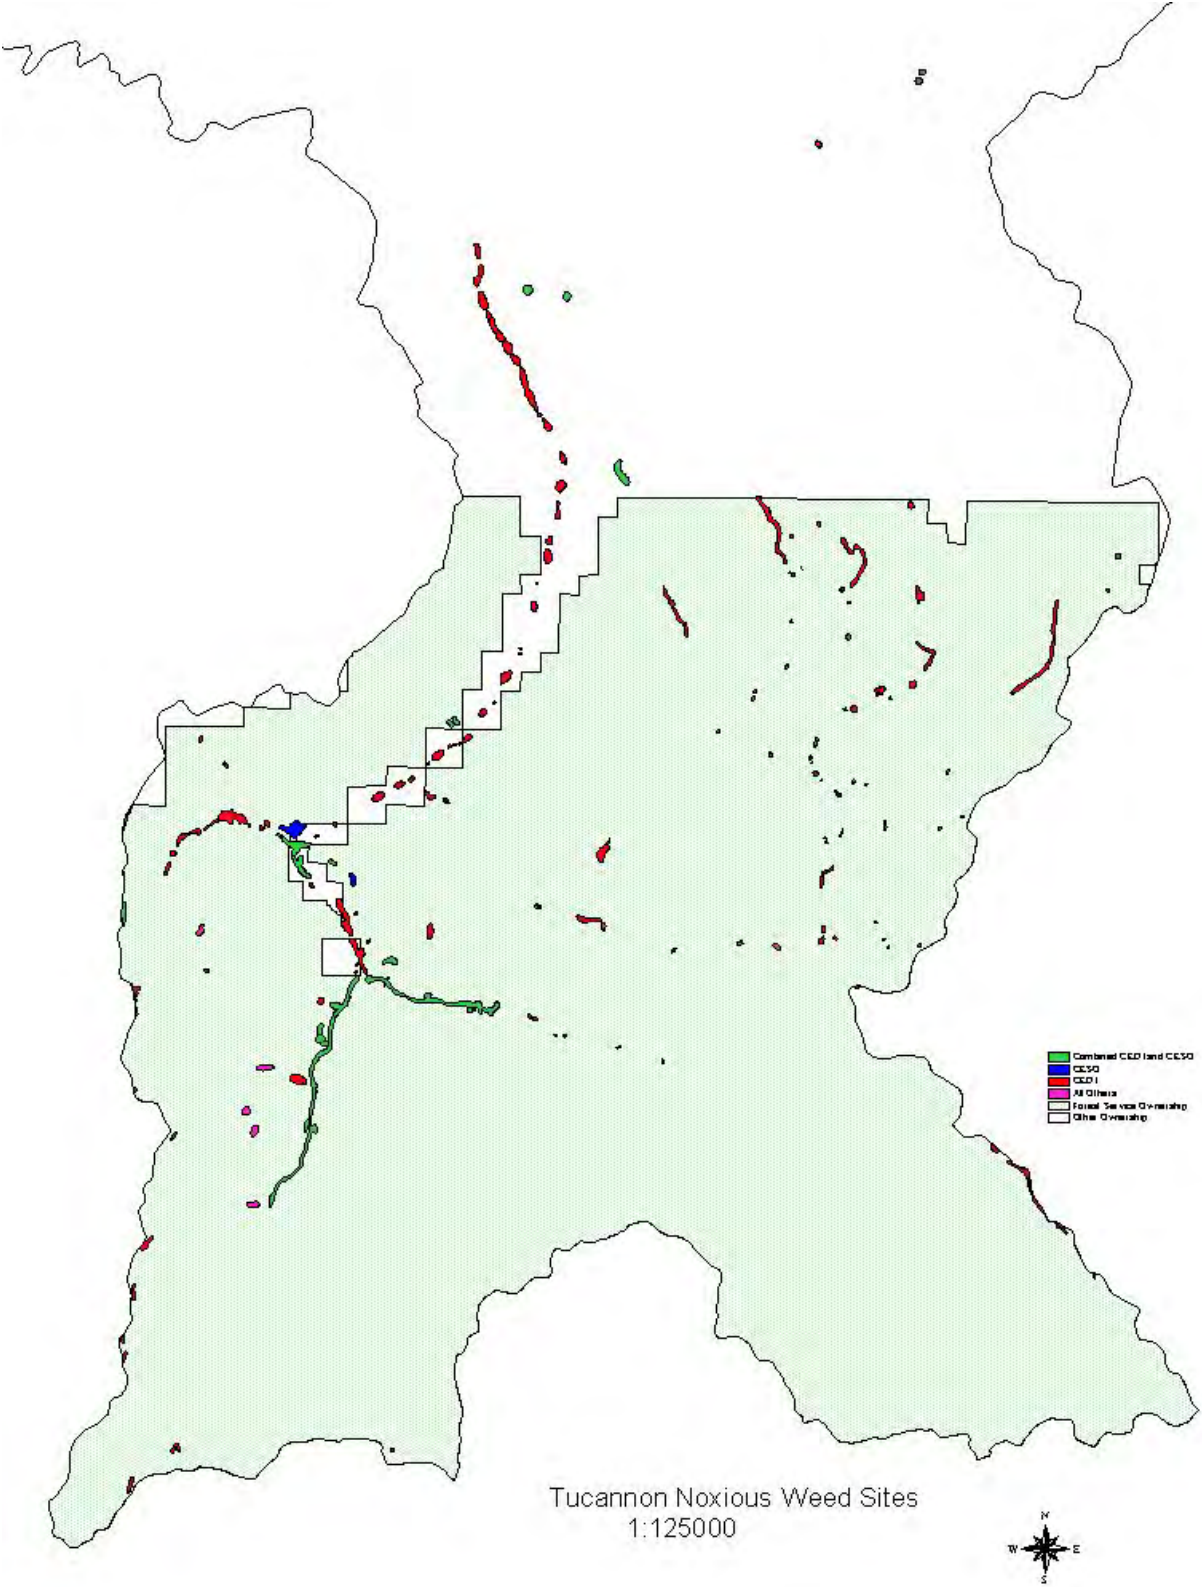 Combined CEDI and CESO
CESO
CEDI
All Others
Forest Service Ownership
Other Ownership
Tucannon Noxious Weed Sites
1:125000
N
W E
S